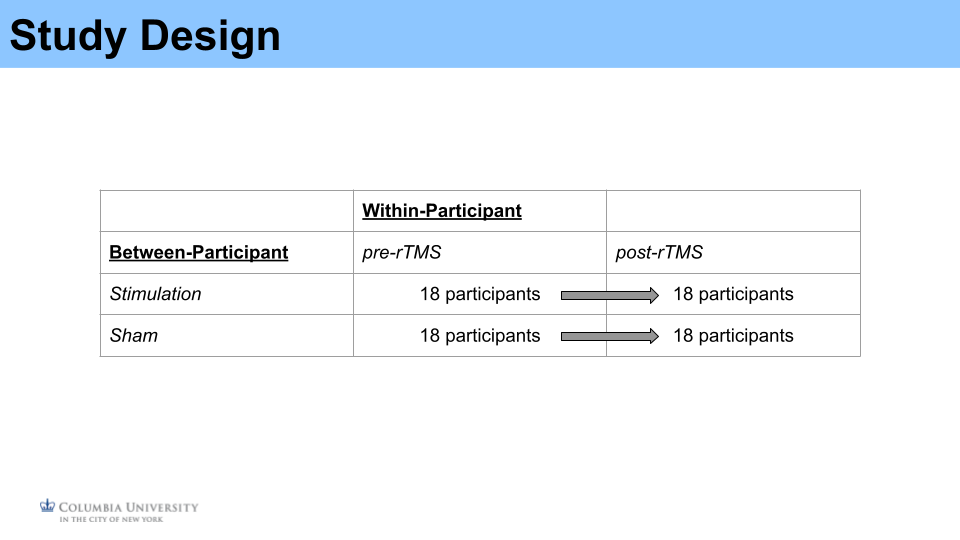 Study Design
Within-Participant
Between-Participant pre-rTMS post-rTMS
Stimulation 18 participants 18 participants
Sham 18 participants 18 participants
COLUMBIA UNIVERSITY
IN THE CITY OF NEW YORK